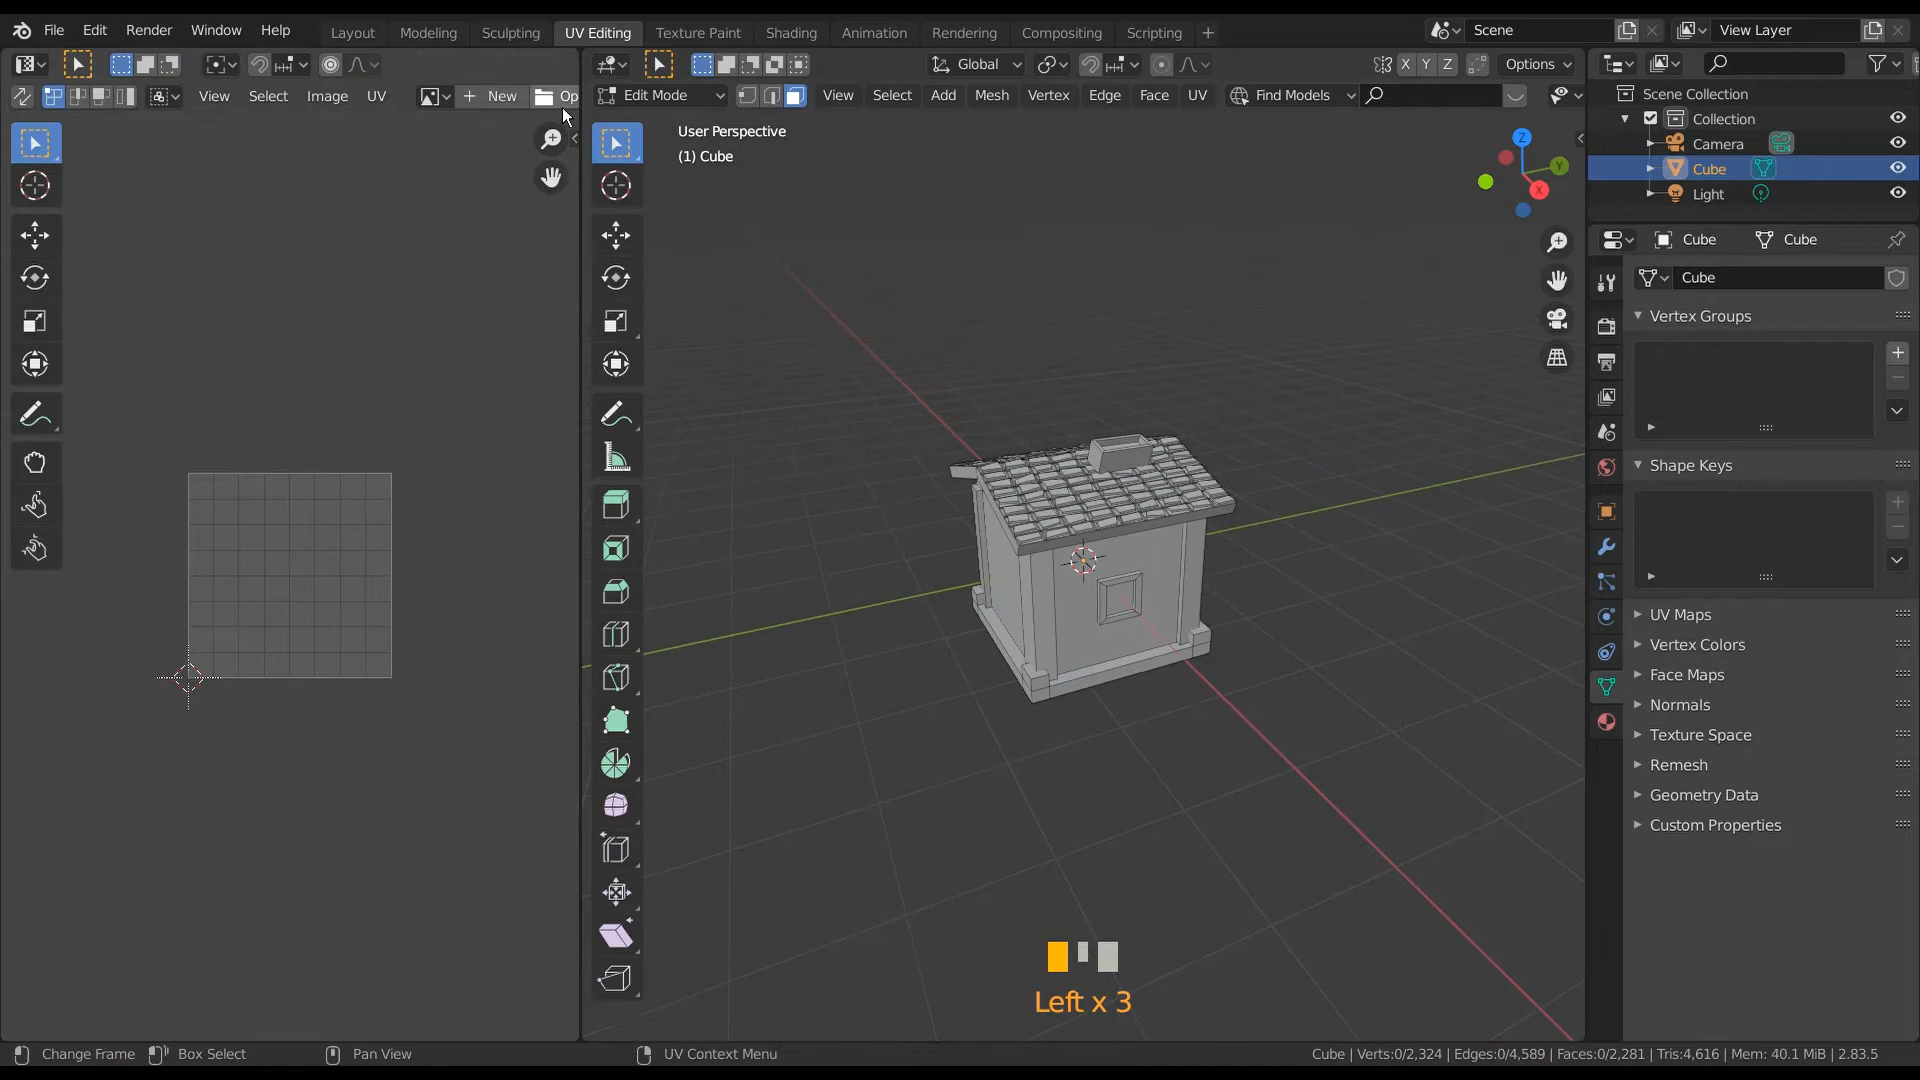 File Edit Render Window Help Layout Modeling Sculpting UV Editing Texture Paint Shading Animation Rendering Compositing Scripting + Scene View Layer
Global X Y Z Options
View Select Image UV New Op Edit Mode View Select Add Mesh Vertex Edge Face UV Find Models
Scene Collection
Collection
Camera
Cube
Light
User Perspective
(1) Cube
Z
Y
X
Cube Cube
Cube
Vertex Groups
Shape Keys
UV Maps
Vertex Colors
Face Maps
Normals
Texture Space
Remesh
Geometry Data
Custom Properties
Left x 3
Change Frame Box Select Pan View UV Context Menu Cube | Verts:0/2,324 | Edges:0/4,589 | Faces:0/2,281 | Tris:4,616 | Mem: 40.1 MiB | 2.83.5